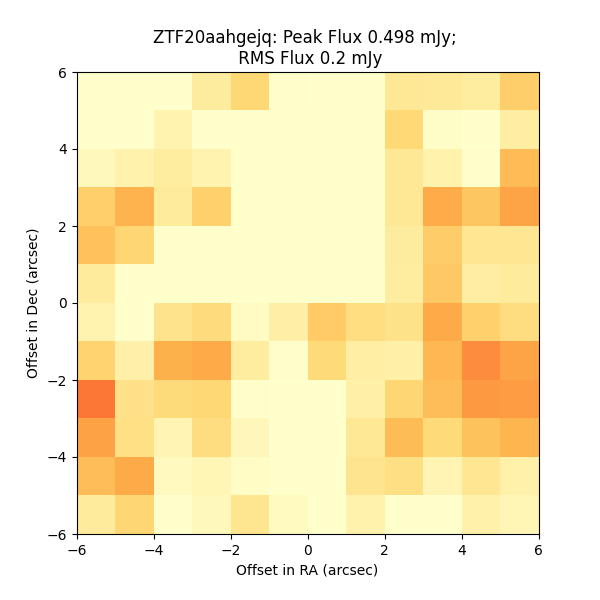 ZTF20aahgejq: Peak Flux 0.498 mJy;
RMS Flux 0.2 mJy
6
4
2
0
−2
−4
−6
Offset in Dec (arcsec)
−6 −4 −2 0 2 4 6
Offset in RA (arcsec)